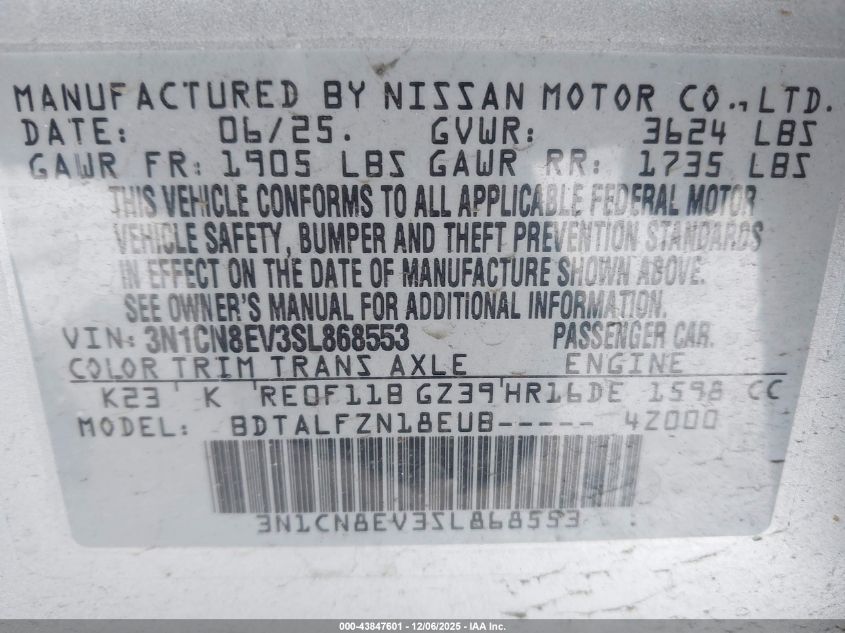 MANUFACTURED BY NISSAN MOTOR CO., LTD.
DATE: 06/25. GVWR: 3624 LBS
GAWR FR: 1905 LBS GAWR RR: 1735 LBS
THIS VEHICLE CONFORMS TO ALL APPLICABLE FEDERAL MOTOR
VEHICLE SAFETY, BUMPER AND THEFT PREVENTION STANDARDS
IN EFFECT ON THE DATE OF MANUFACTURE SHOWN ABOVE.
SEE OWNER'S MANUAL FOR ADDITIONAL INFORMATION.
VIN: 3N1CN8EV3SL868553 PASSENGER CAR.
COLOR TRIM TRANS AXLE ENGINE
K23 K RE0F11B GZ39 HR16DE 1598 CC
MODEL: BDTALFZN18EUB----- 4Z000
3N1CN8EV3SL868553
000-43847601 - 12/06/2025 - IAA Inc.